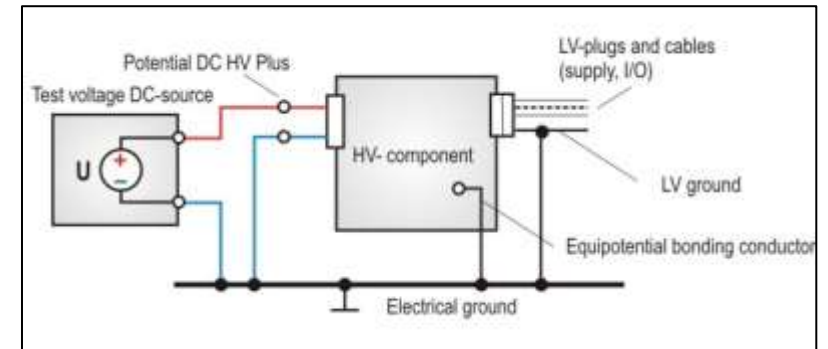 LV-plugs and cables
(supply, I/O)
Potential DC HV Plus
Test voltage DC-source
U
+
−
HV- component
LV ground
Equipotential bonding conductor
Electrical ground